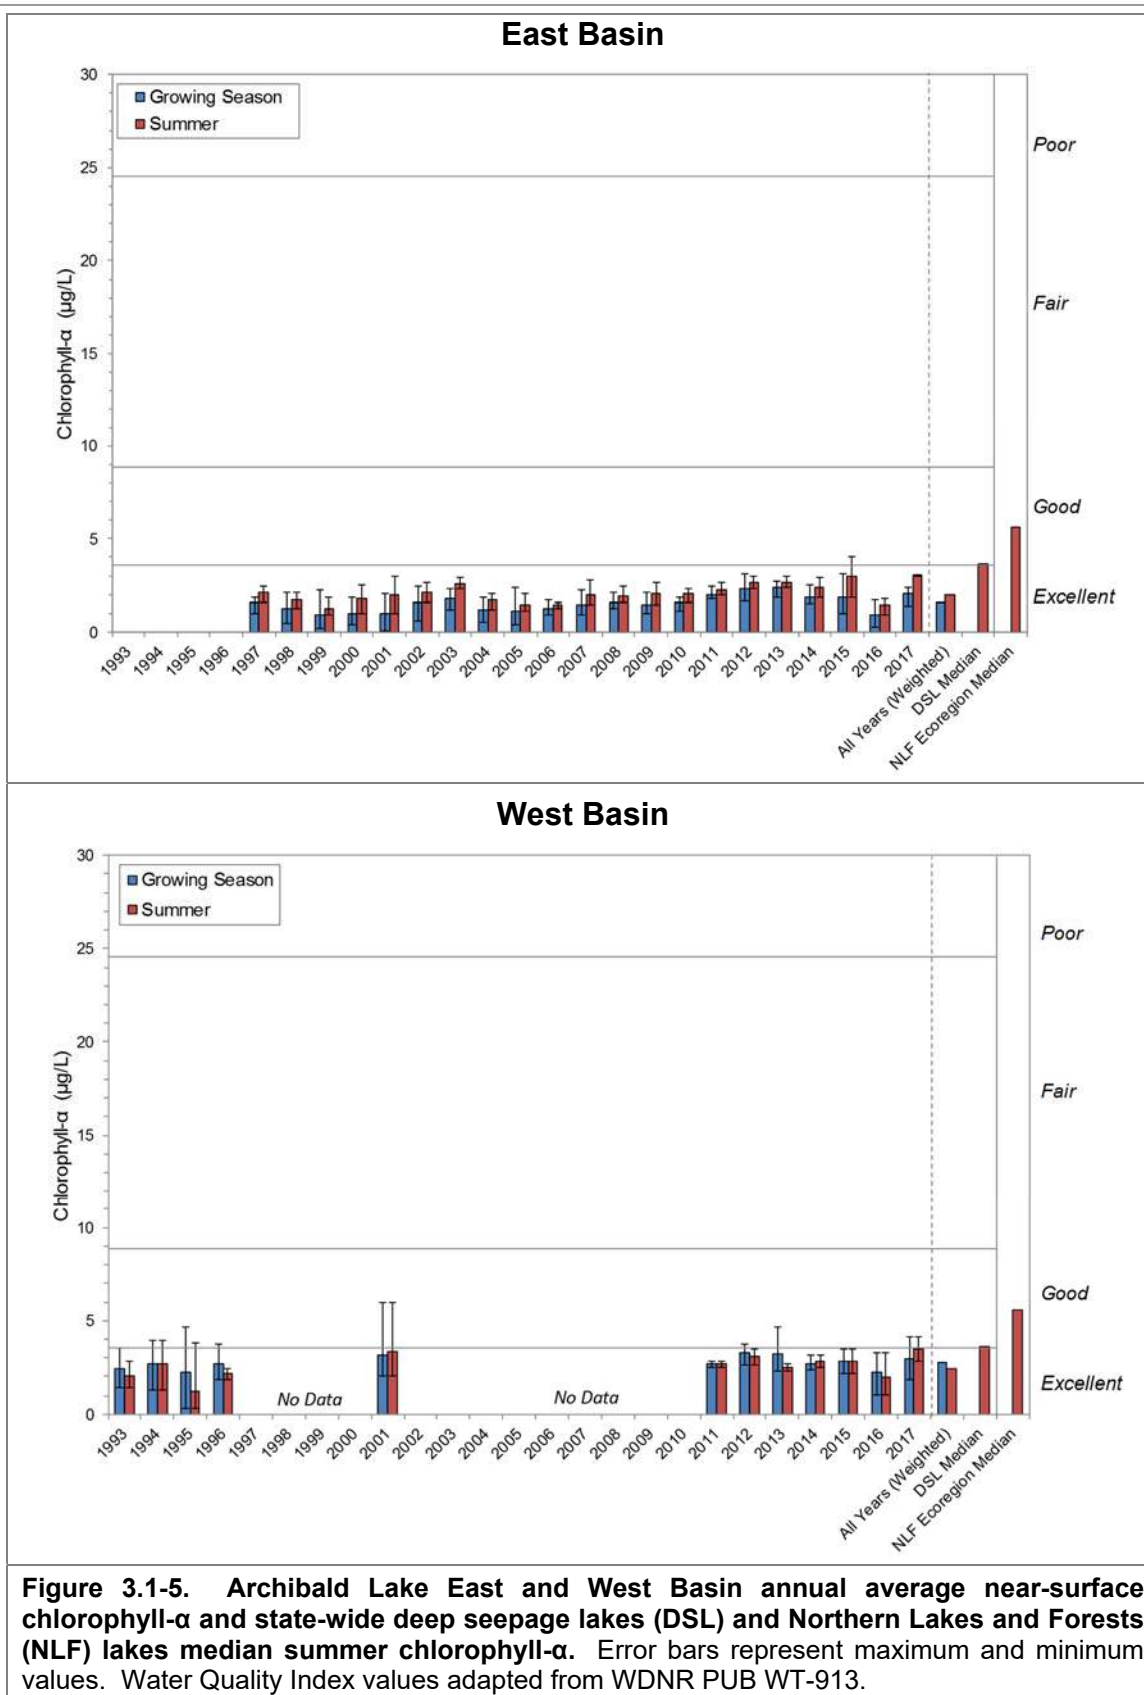 East Basin
30
25
20
15
10
5
0
Chlorophyll-α (µg/L)
Growing Season
Summer
Poor
Fair
Good
Excellent
1993
1994
1995
1996
1997
1998
1999
2000
2001
2002
2003
2004
2005
2006
2007
2008
2009
2010
2011
2012
2013
2014
2015
2016
2017
All Years (Weighted)
DSL Median
NLF Ecoregion Median
West Basin
30
25
20
15
10
5
0
Chlorophyll-α (µg/L)
Growing Season
Summer
Poor
Fair
Good
Excellent
No Data
No Data
1993
1994
1995
1996
1997
1998
1999
2000
2001
2002
2003
2004
2005
2006
2007
2008
2009
2010
2011
2012
2013
2014
2015
2016
2017
All Years (Weighted)
DSL Median
NLF Ecoregion Median
Figure 3.1-5. Archibald Lake East and West Basin annual average near-surface
chlorophyll-α and state-wide deep seepage lakes (DSL) and Northern Lakes and Forests
(NLF) lakes median summer chlorophyll-α. Error bars represent maximum and minimum
values. Water Quality Index values adapted from WDNR PUB WT-913.